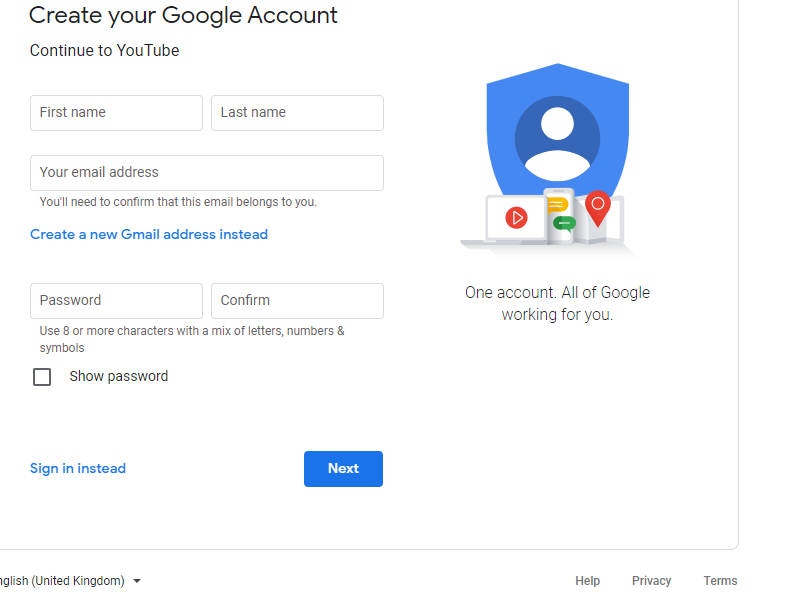 Create your Google Account
Continue to YouTube
First name
Last name
Your email address
You'll need to confirm that this email belongs to you.
Create a new Gmail address instead
Password
Confirm
Use 8 or more characters with a mix of letters, numbers &
symbols
Show password
Sign in instead
Next
One account. All of Google
working for you.
nglish (United Kingdom)
Help
Privacy
Terms